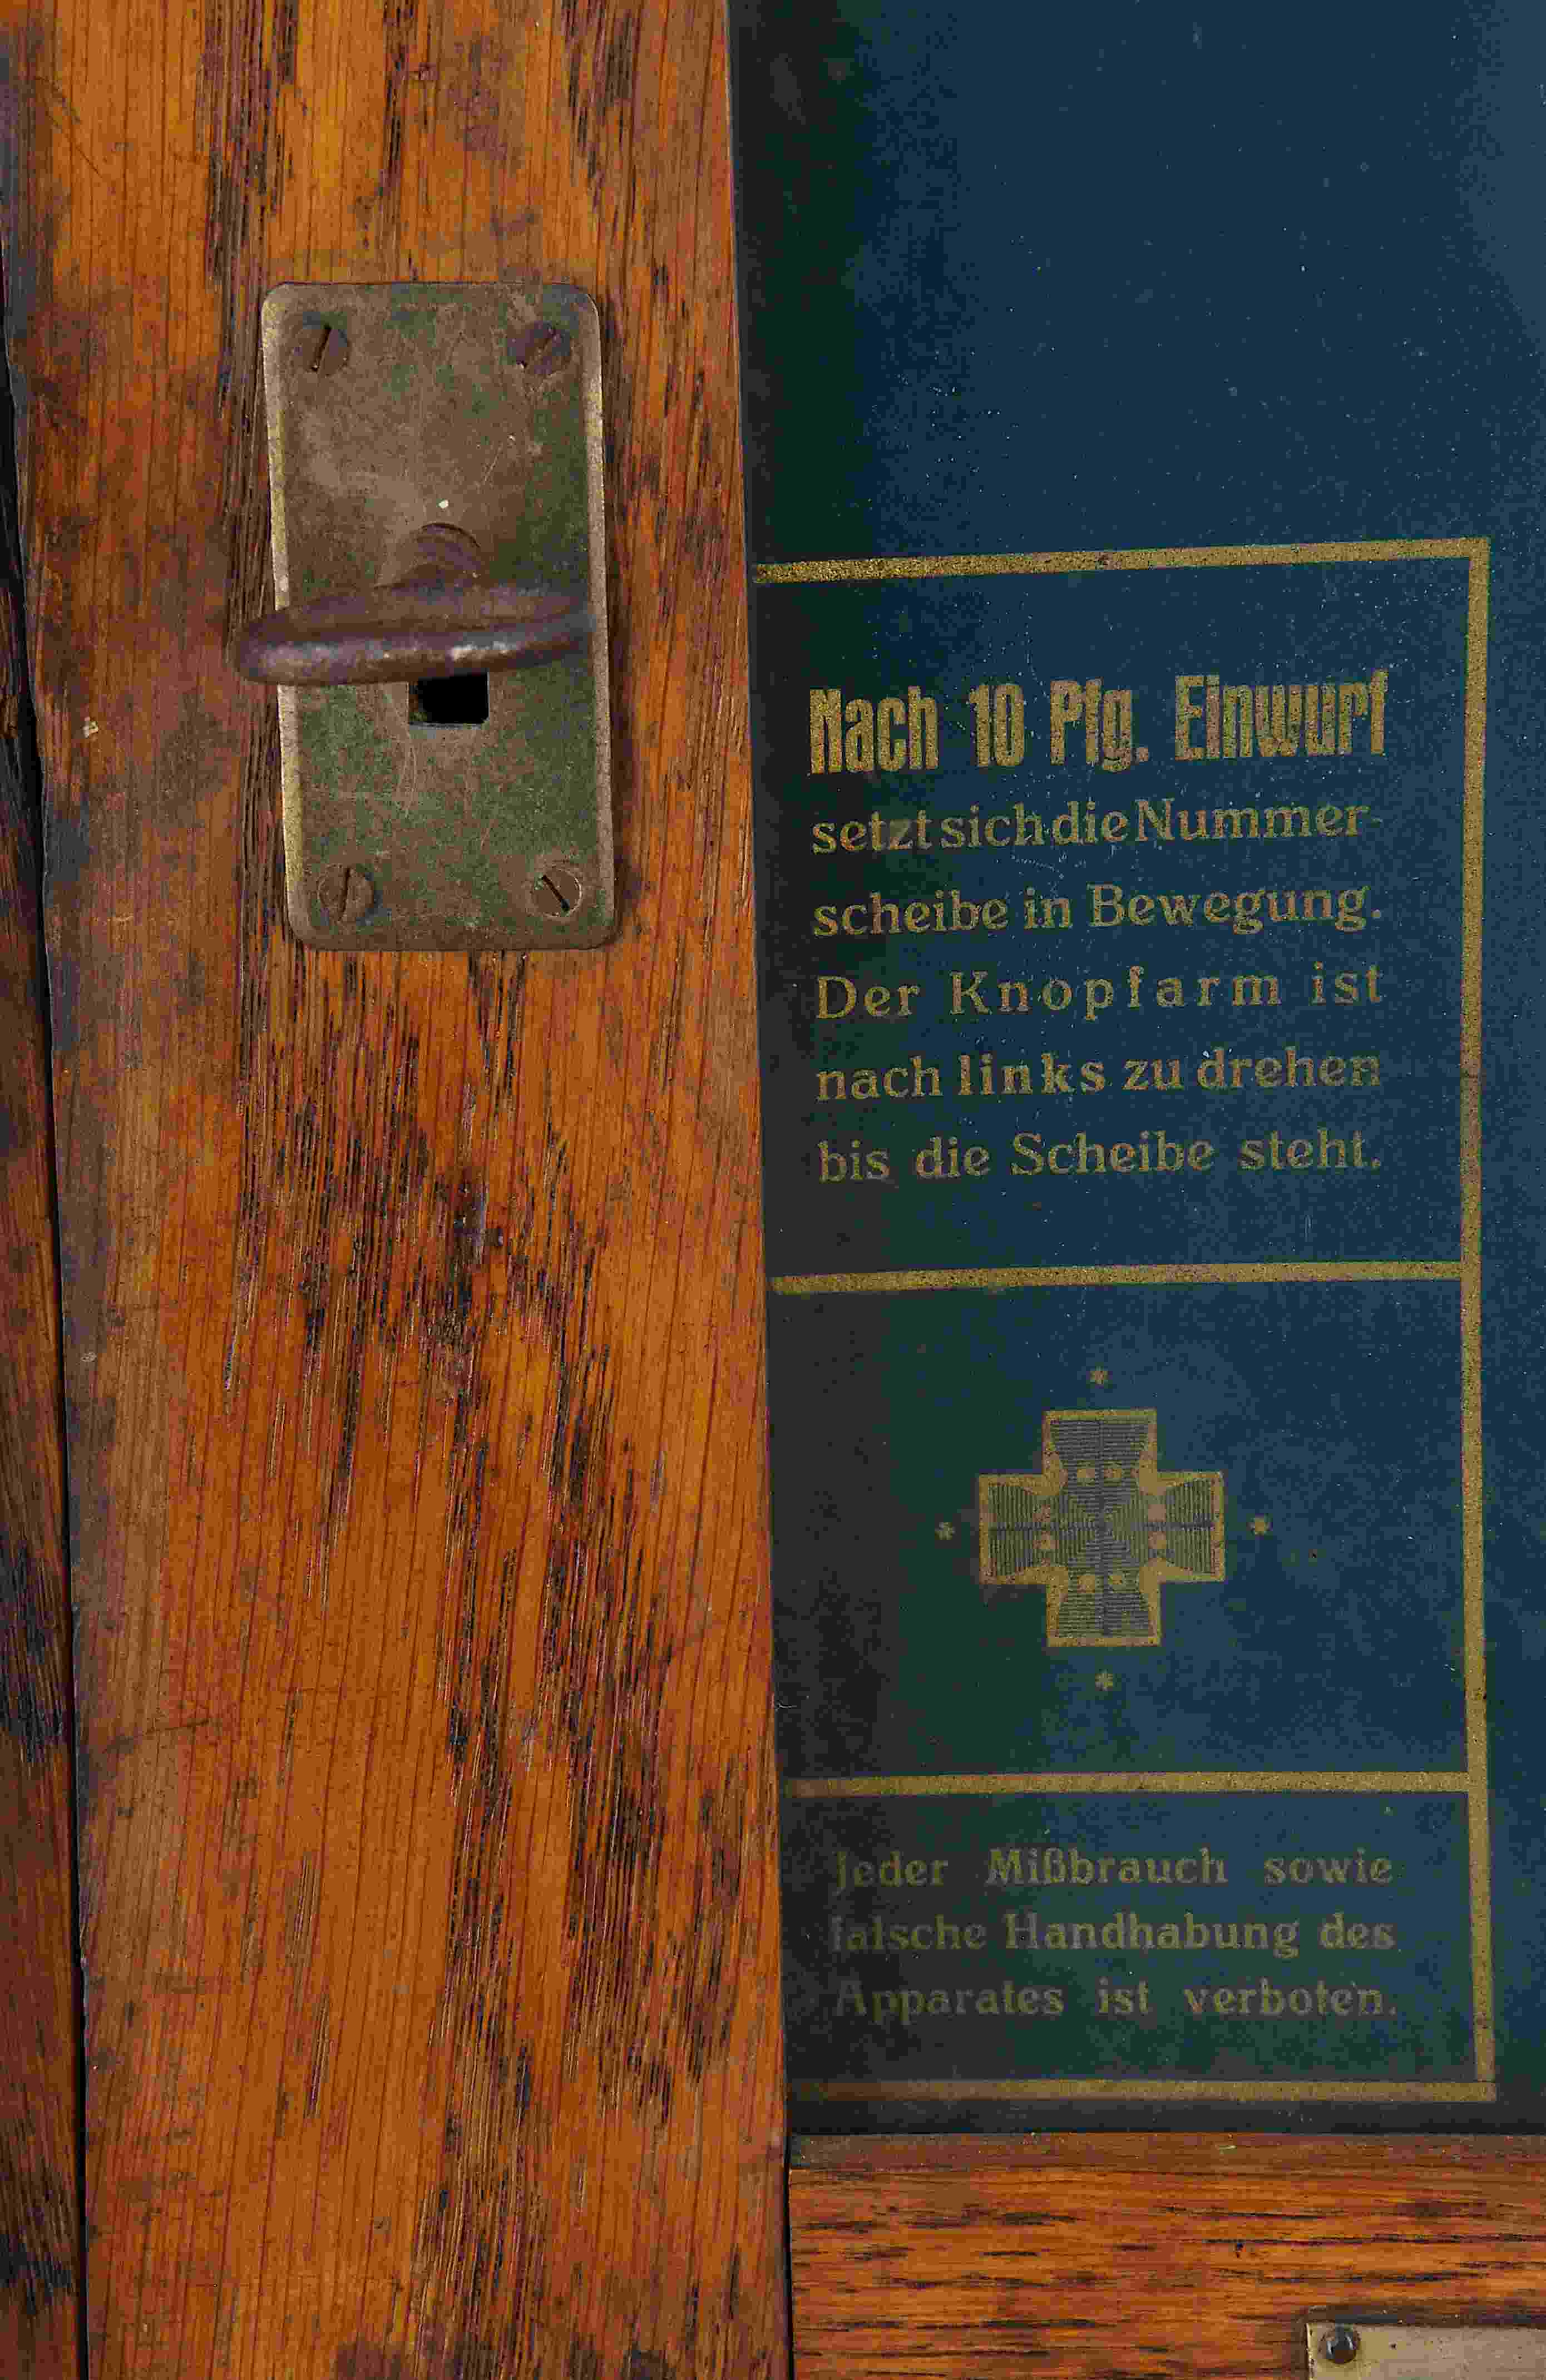 Nach 10 Pfg. Einwurf
setzt sich die Nummer-
scheibe in Bewegung.
Der Knopfarm ist
nach links zu drehen
bis die Scheibe steht.
Jeder Mißbrauch sowie
falsche Handhabung des
Apparates ist verboten.